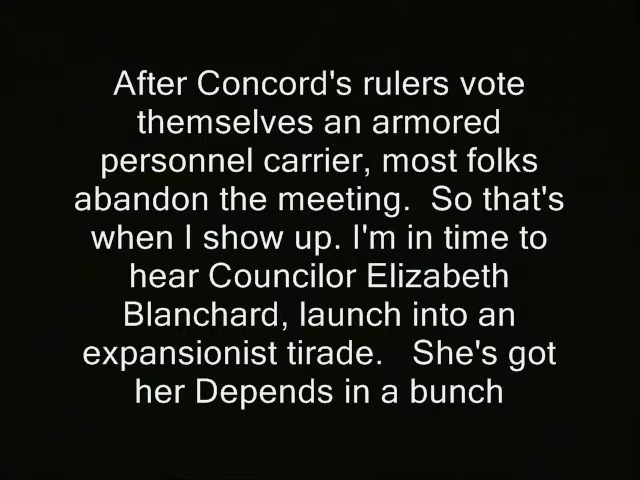 After Concord's rulers vote
themselves an armored
personnel carrier, most folks
abandon the meeting.  So that's
when I show up. I'm in time to
hear Councilor Elizabeth
Blanchard, launch into an
expansionist tirade.   She's got
her Depends in a bunch